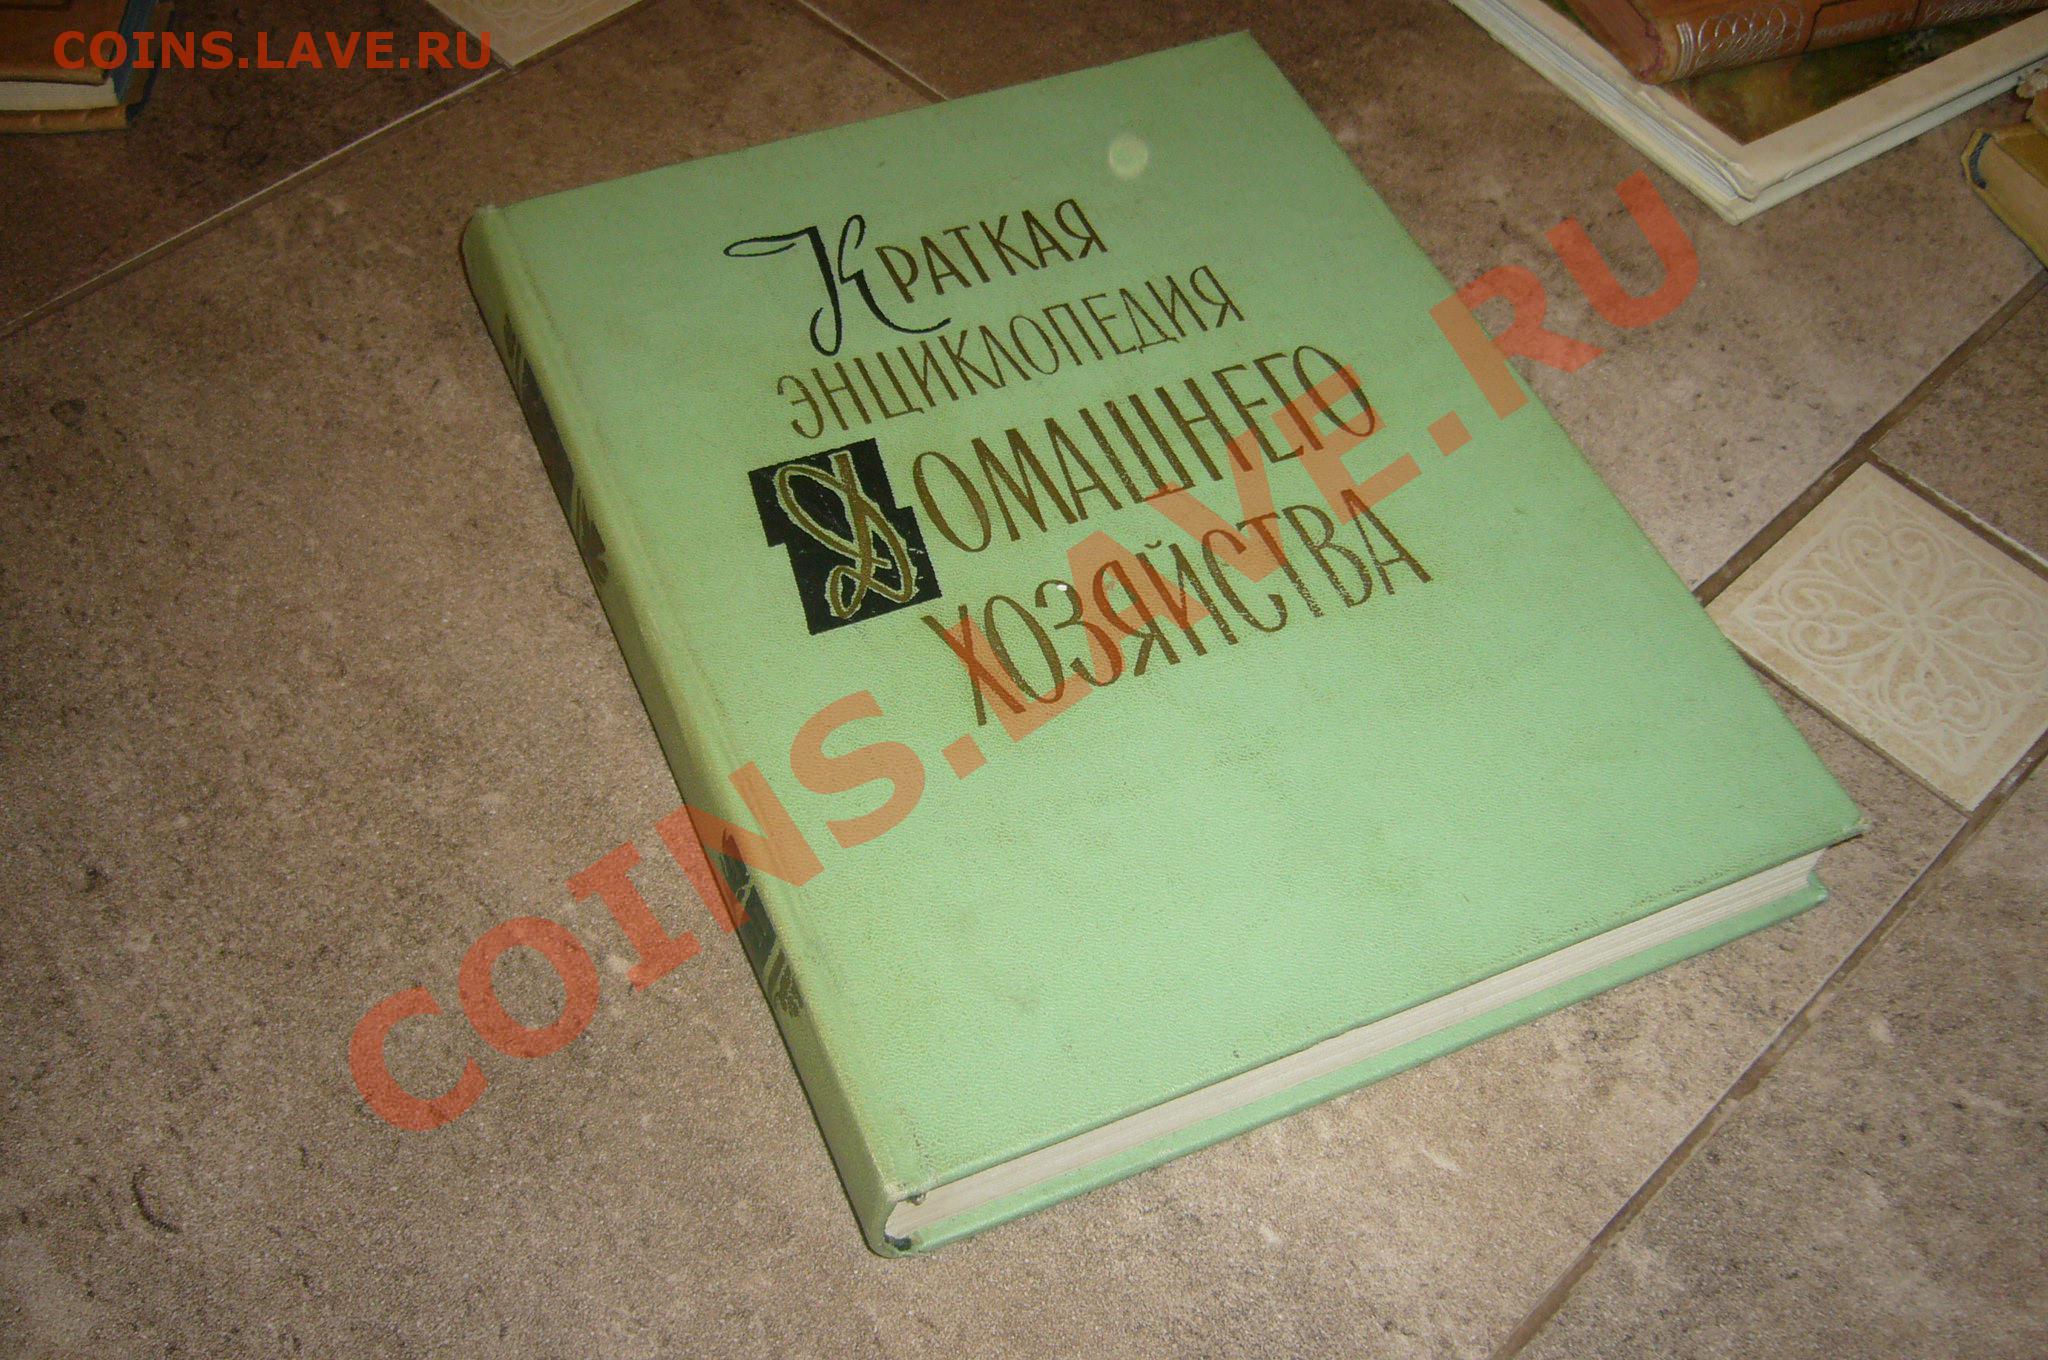 COINS.LAVE.RU
КРАТКАЯ
ЭНЦИКЛОПЕДИЯ
ДОМАШНЕГО
ХОЗЯЙСТВА
COINS.LAVE.RU